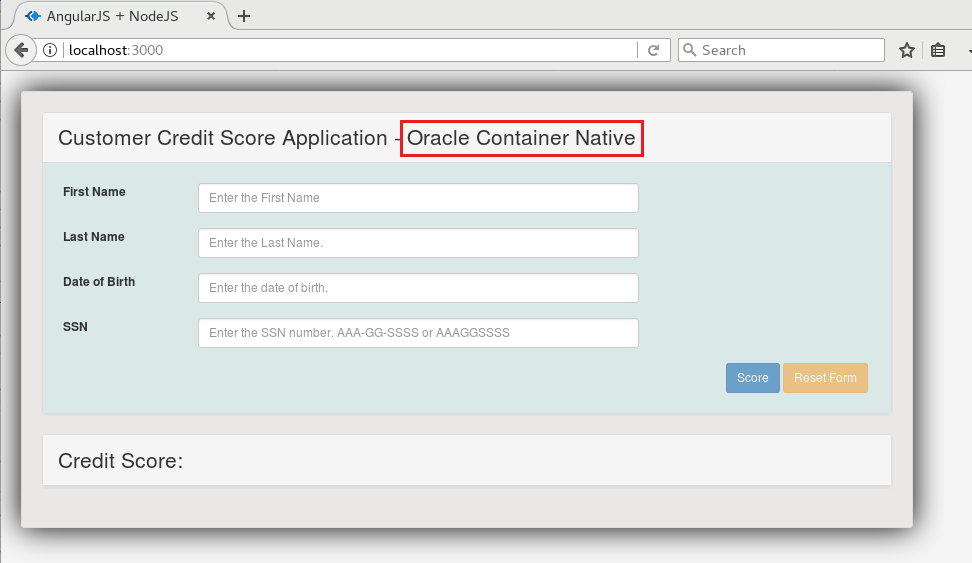 AngularJS + NodeJS
localhost:3000
Search
Customer Credit Score Application - Oracle Container Native
First Name
Enter the First Name
Last Name
Enter the Last Name.
Date of Birth
Enter the date of birth.
SSN
Enter the SSN number. AAA-GG-SSSS or AAAGGSSSS
Score Reset Form
Credit Score: